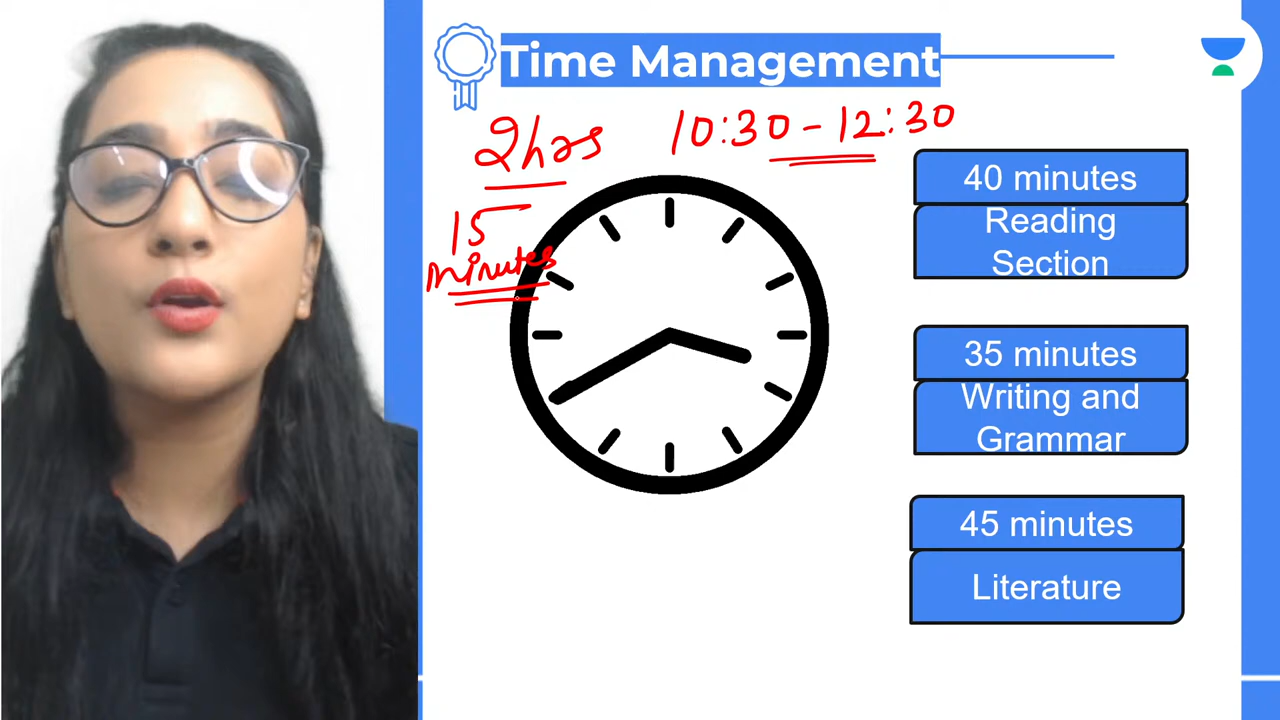 Time Management
2hrs 10:30 - 12:30
15
minutes
40 minutes
Reading
Section
35 minutes
Writing and
Grammar
45 minutes
Literature